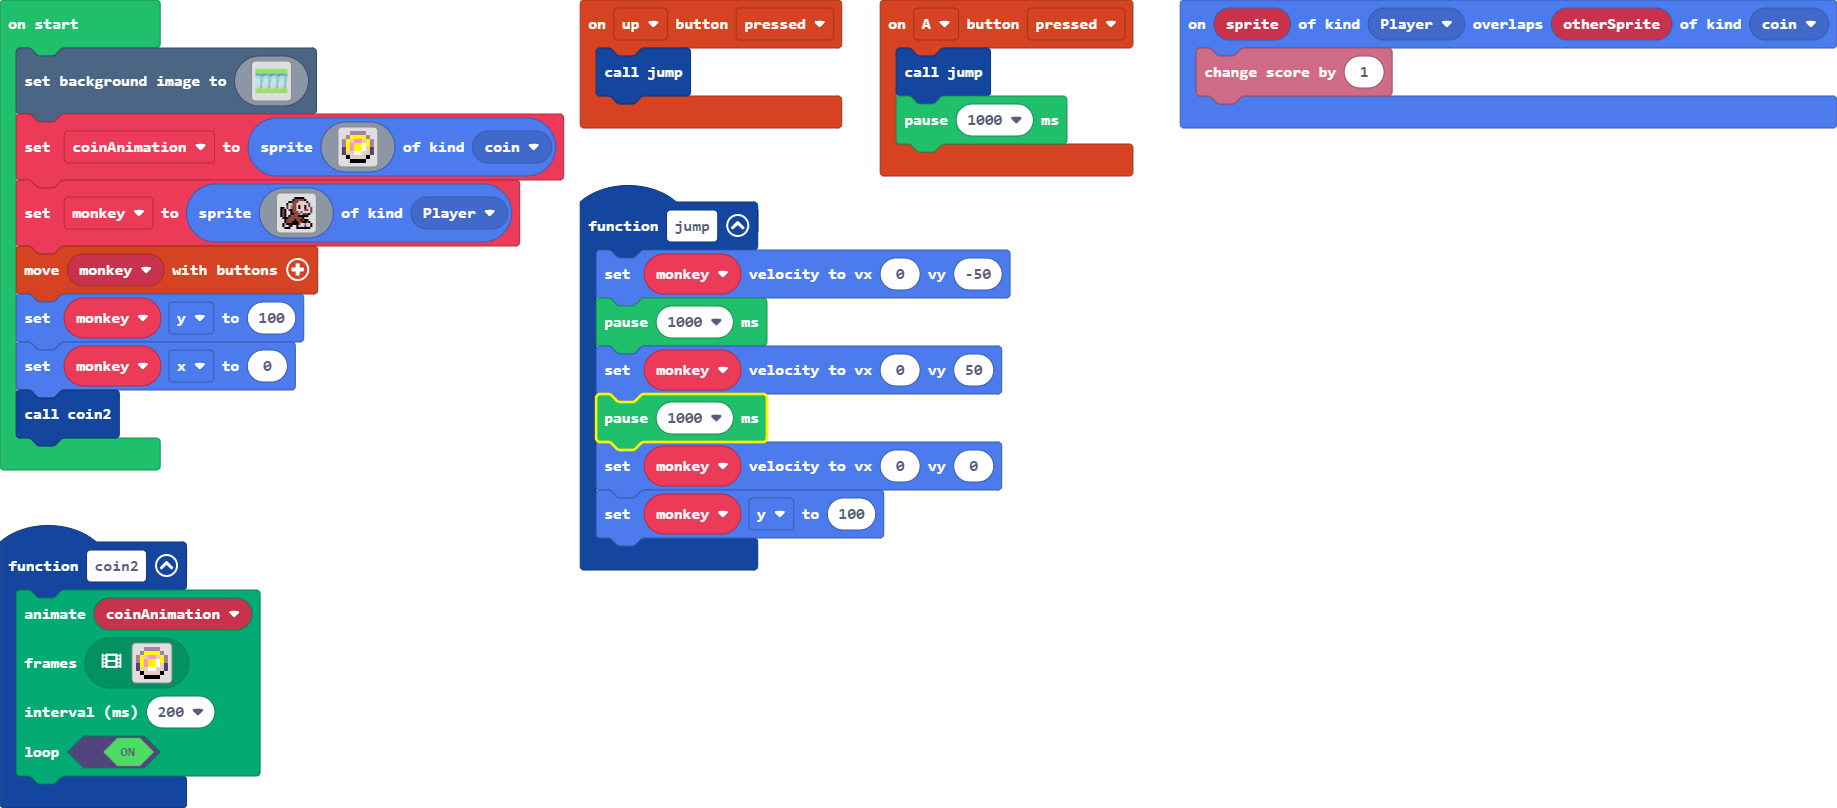 on start
set background image to
set coinAnimation to sprite of kind coin
set monkey to sprite of kind Player
move monkey with buttons
set monkey y to 100
set monkey x to 0
call coin2
on up button pressed
call jump
on A button pressed
call jump
pause 1000 ms
on sprite of kind Player overlaps otherSprite of kind coin
change score by 1
function jump
set monkey velocity to vx 0 vy -50
pause 1000 ms
set monkey velocity to vx 0 vy 50
pause 1000 ms
set monkey velocity to vx 0 vy 0
set monkey y to 100
function coin2
animate coinAnimation
frames
interval (ms) 200
loop ON